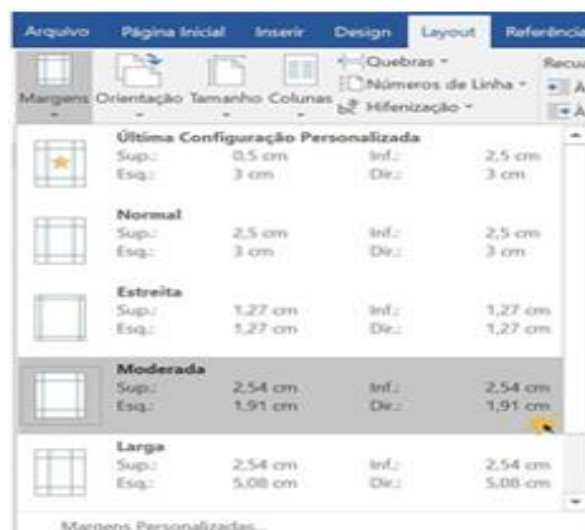 Arquivo Página Inicial Inserir Design Layout Referência
Margens Orientação Tamanho Colunas
Quebras
Números de Linha
Hifenização
Recu
A
A
Última Configuração Personalizada
Sup.: 0,5 cm Inf.: 2,5 cm
Esq.: 3 cm Dir.: 3 cm
Normal
Sup.: 2,5 cm Inf.: 2,5 cm
Esq.: 3 cm Dir.: 3 cm
Estreita
Sup.: 1,27 cm Inf.: 1,27 cm
Esq.: 1,27 cm Dir.: 1,27 cm
Moderada
Sup.: 2,54 cm Inf.: 2,54 cm
Esq.: 1,91 cm Dir.: 1,91 cm
Larga
Sup.: 2,54 cm Inf.: 2,54 cm
Esq.: 5,08 cm Dir.: 5,08 cm
Margens Personalizadas...